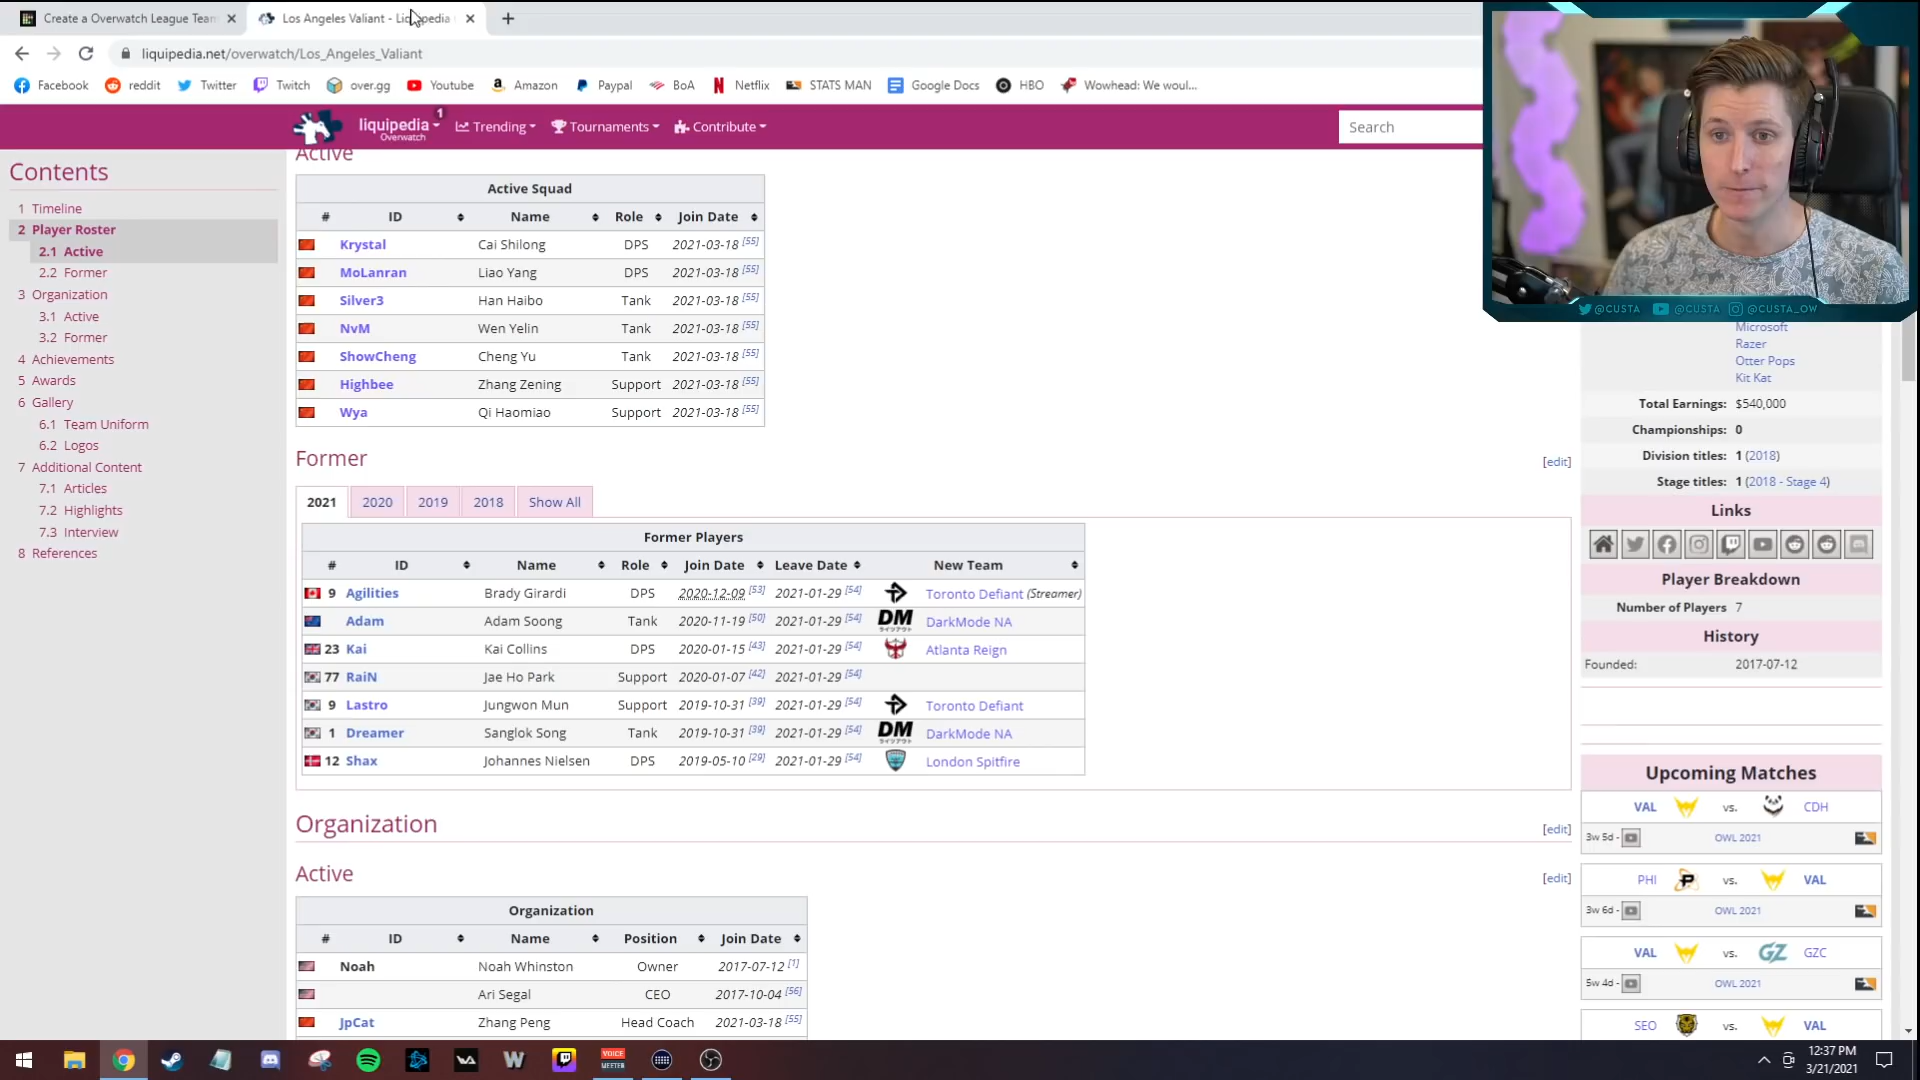 Create a Overwatch League Team
Los Angeles Valiant - Liquipedia
liquipedia.net/overwatch/Los_Angeles_Valiant
Facebook reddit Twitter Twitch over.gg Youtube Amazon Paypal BoA Netflix STATS MAN Google Docs HBO Wowhead: We woul...
liquipedia Overwatch 1 Trending Tournaments Contribute Search
@CUSTA @CUSTA @CUSTA_OW
Contents
1 Timeline
2 Player Roster
2.1 Active
2.2 Former
3 Organization
3.1 Active
3.2 Former
4 Achievements
5 Awards
6 Gallery
6.1 Team Uniform
6.2 Logos
7 Additional Content
7.1 Articles
7.2 Highlights
7.3 Interview
8 References
Active
Active Squad
# ID Name Role Join Date
Krystal Cai Shilong DPS 2021-03-18 [55]
MoLanran Liao Yang DPS 2021-03-18 [55]
Silver3 Han Haibo Tank 2021-03-18 [55]
NvM Wen Yelin Tank 2021-03-18 [55]
ShowCheng Cheng Yu Tank 2021-03-18 [55]
Highbee Zhang Zening Support 2021-03-18 [55]
Wya Qi Haomiao Support 2021-03-18 [55]
Former [edit]
2021 2020 2019 2018 Show All
Former Players
# ID Name Role Join Date Leave Date New Team
9 Agilities Brady Girardi DPS 2020-12-09 [53] 2021-01-29 [54] Toronto Defiant (Streamer)
Adam Adam Soong Tank 2020-11-19 [50] 2021-01-29 [54] DM DarkMode NA
23 Kai Kai Collins DPS 2020-01-15 [43] 2021-01-29 [54] Atlanta Reign
77 RaiN Jae Ho Park Support 2020-01-07 [42] 2021-01-29 [54]
9 Lastro Jungwon Mun Support 2019-10-31 [39] 2021-01-29 [54] Toronto Defiant
1 Dreamer Sanglok Song Tank 2019-10-31 [39] 2021-01-29 [54] DM DarkMode NA
12 Shax Johannes Nielsen DPS 2019-05-10 [29] 2021-01-29 [54] London Spitfire
Organization [edit]
Active [edit]
Organization
# ID Name Position Join Date
Noah Noah Whinston Owner 2017-07-12 [1]
Ari Segal CEO 2017-10-04 [56]
JpCat Zhang Peng Head Coach 2021-03-18 [55]
Microsoft
Razer
Otter Pops
Kit Kat
Total Earnings: $540,000
Championships: 0
Division titles: 1 (2018)
Stage titles: 1 (2018 - Stage 4)
Links
Player Breakdown
Number of Players 7
History
Founded: 2017-07-12
Upcoming Matches
VAL vs. CDH
3w 5d - OWL 2021
PHI vs. VAL
3w 6d - OWL 2021
VAL vs. GZC
5w 4d - OWL 2021
SEO vs. VAL
VOICE MEETER
12:37 PM
3/21/2021